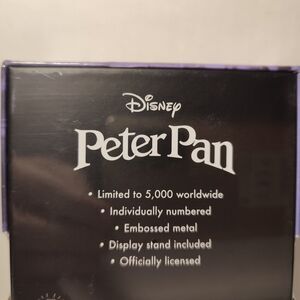 Disney
Peter Pan
• Limited to 5,000 worldwide
• Individually numbered
• Embossed metal
• Display stand included
• Officially licensed